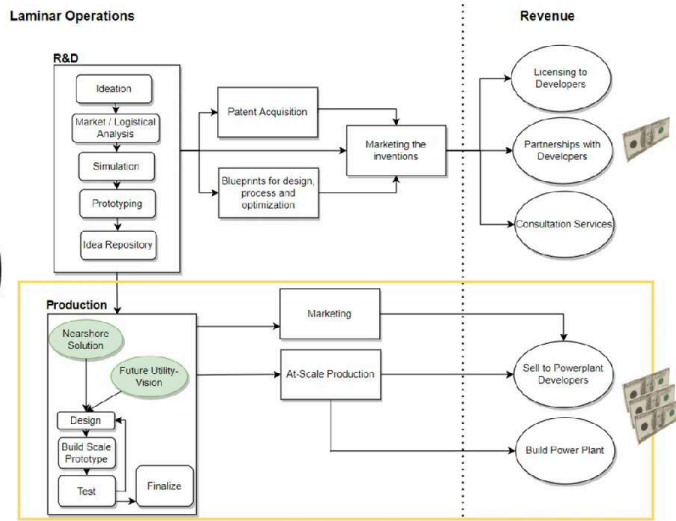 Laminar Operations
Revenue
R&D
Ideation
Market / Logistical
Analysis
Simulation
Prototyping
Idea Repository
Patent Acquisition
Blueprints for design,
process and
optimization
Marketing the
inventions
Licensing to
Developers
Partnerships with
Developers
Consultation Services
Production
Nearshore
Solution
Future Utility-
Vision
Design
Build Scale
Prototype
Test
Finalize
Marketing
At-Scale Production
Sell to Powerplant
Developers
Build Power Plant